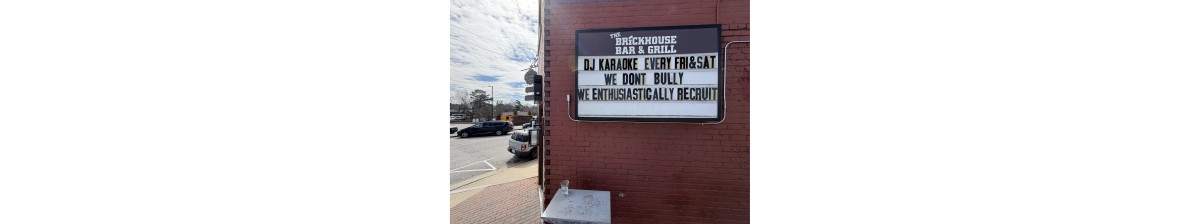 THE
BRICKHOUSE
BAR & GRILL
DJ KARAOKE EVERY FRI&SAT
WE DONT BULLY
WE ENTHUSIASTICALLY RECRUIT